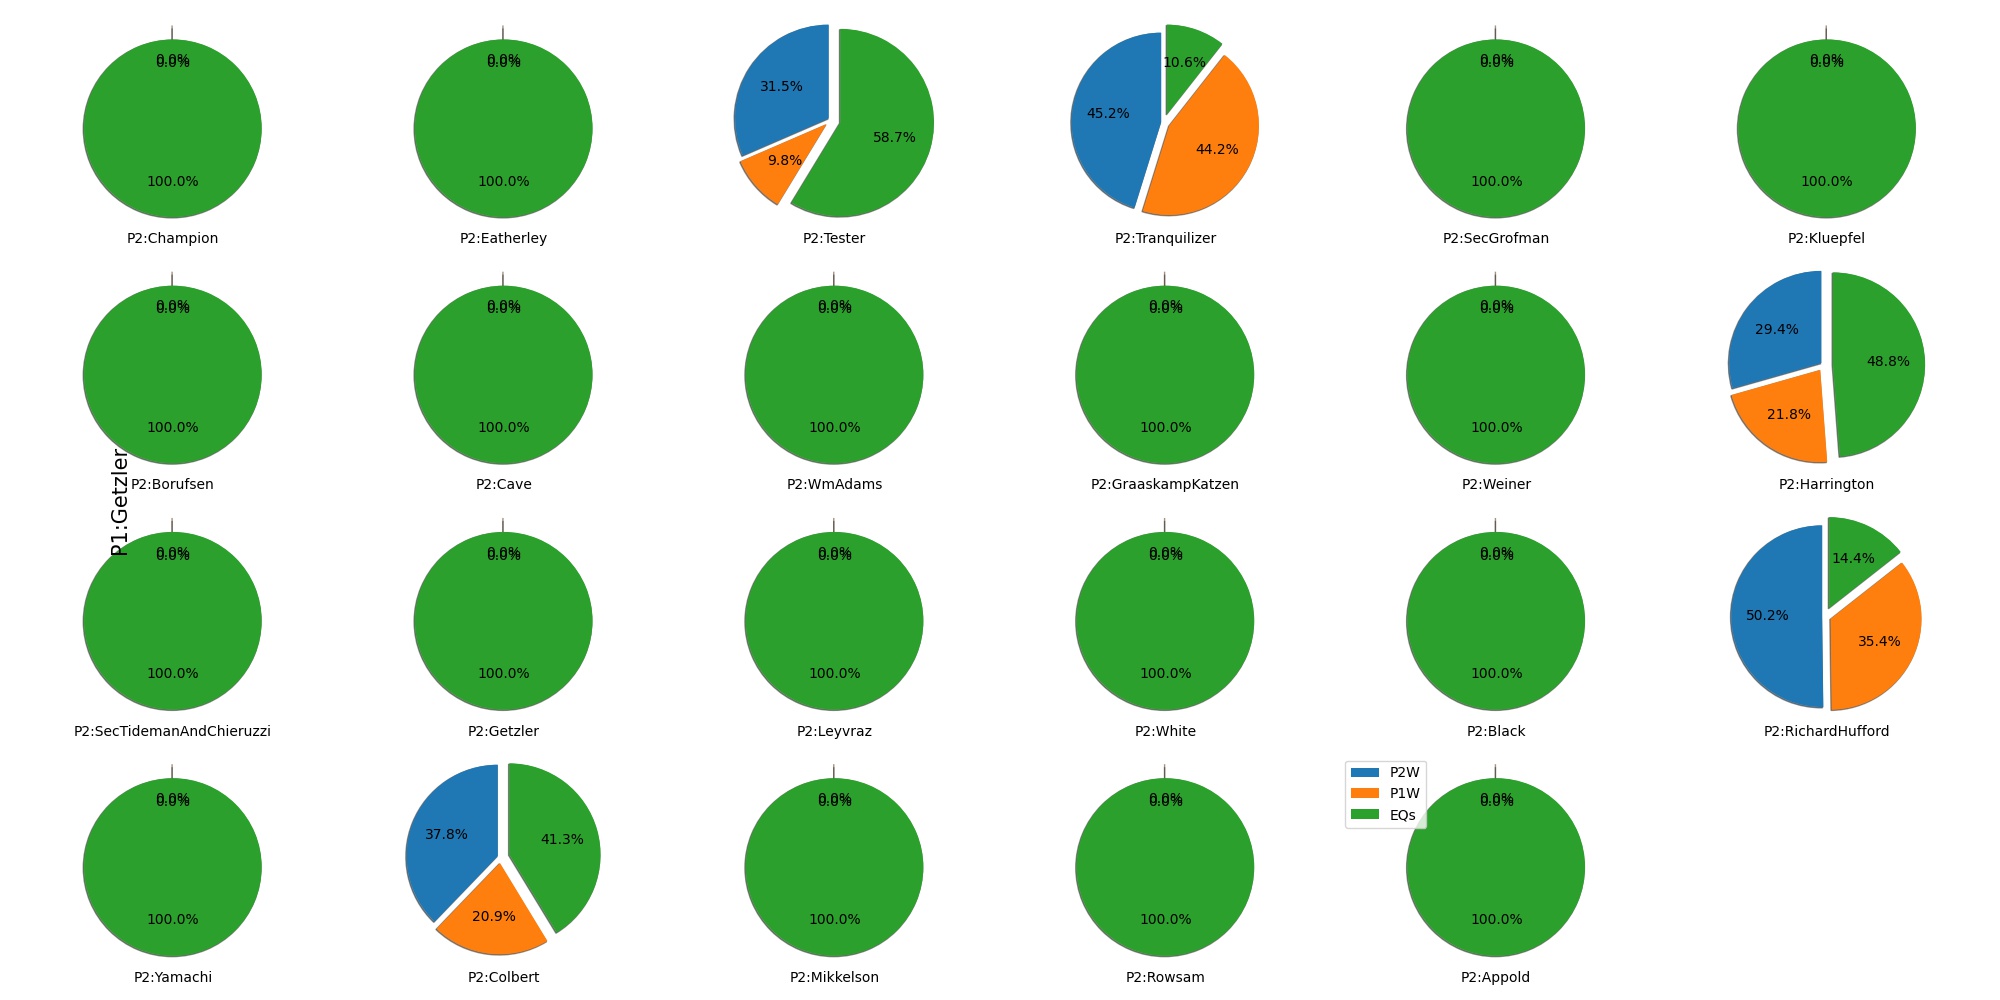 0.0%
0.0%
100.0%
P2:Champion
0.0%
0.0%
100.0%
P2:Eatherley
31.5%
9.8%
58.7%
P2:Tester
45.2%
44.2%
10.6%
P2:Tranquilizer
0.0%
0.0%
100.0%
P2:SecGrofman
0.0%
0.0%
100.0%
P2:Kluepfel
0.0%
0.0%
100.0%
P2:Borufsen
0.0%
0.0%
100.0%
P2:Cave
0.0%
0.0%
100.0%
P2:WmAdams
0.0%
0.0%
100.0%
P2:GraaskampKatzen
0.0%
0.0%
100.0%
P2:Weiner
29.4%
21.8%
48.8%
P2:Harrington
P1:Getzler
0.0%
0.0%
100.0%
P2:SecTidemanAndChieruzzi
0.0%
0.0%
100.0%
P2:Getzler
0.0%
0.0%
100.0%
P2:Leyvraz
0.0%
0.0%
100.0%
P2:White
0.0%
0.0%
100.0%
P2:Black
50.2%
35.4%
14.4%
P2:RichardHufford
0.0%
0.0%
100.0%
P2:Yamachi
37.8%
20.9%
41.3%
P2:Colbert
0.0%
0.0%
100.0%
P2:Mikkelson
0.0%
0.0%
100.0%
P2:Rowsam
P2W
P1W
EQs
0.0%
0.0%
100.0%
P2:Appold